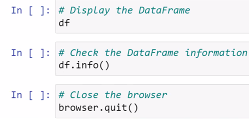 In [ ]: # Display the DataFrame
df
In [ ]: # Check the DataFrame information
df.info()
In [ ]: # Close the browser
browser.quit()